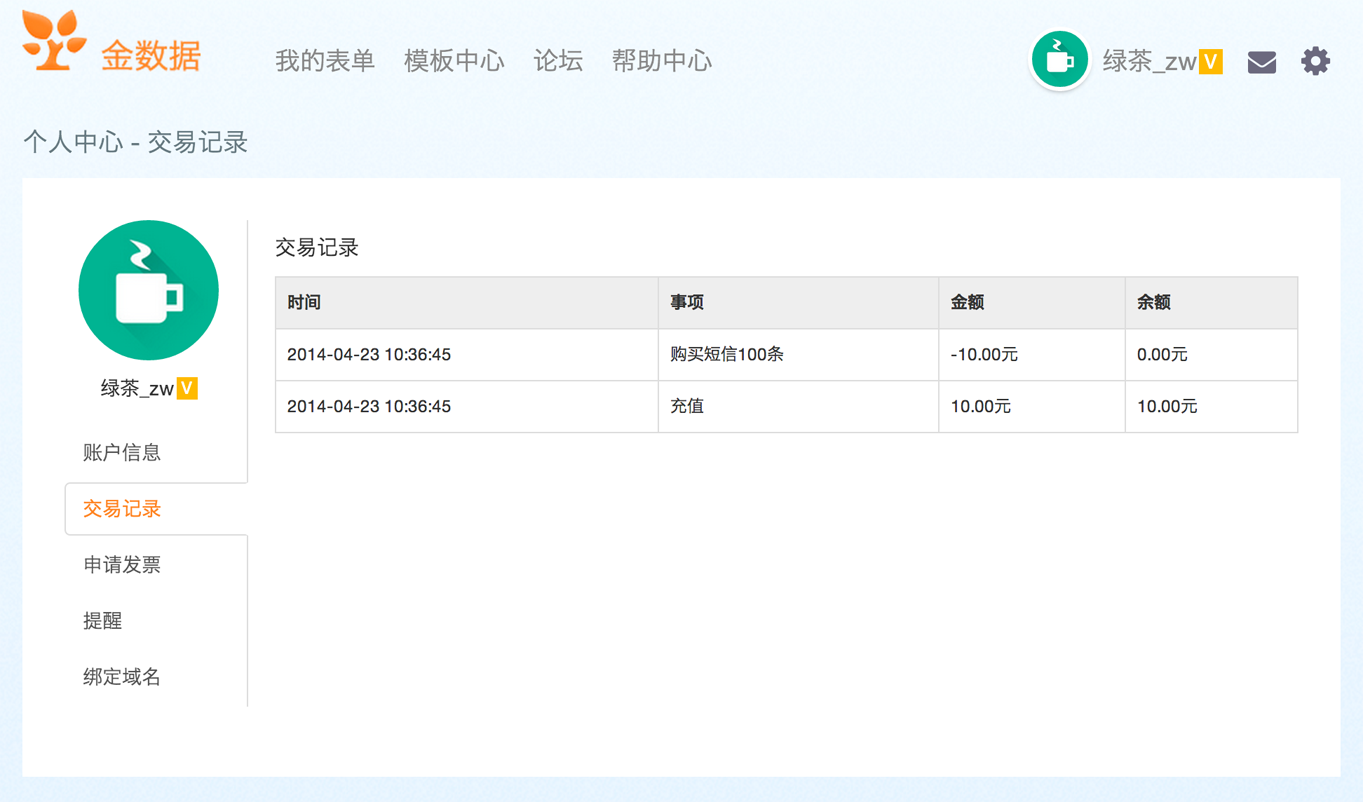 金数据 我的表单 模板中心 论坛 帮助中心 绿茶_zw V
个人中心 - 交易记录
绿茶_zw V
账户信息
交易记录
申请发票
提醒
绑定域名
交易记录
时间 事项 金额 余额
2014-04-23 10:36:45 购买短信100条 -10.00元 0.00元
2014-04-23 10:36:45 充值 10.00元 10.00元